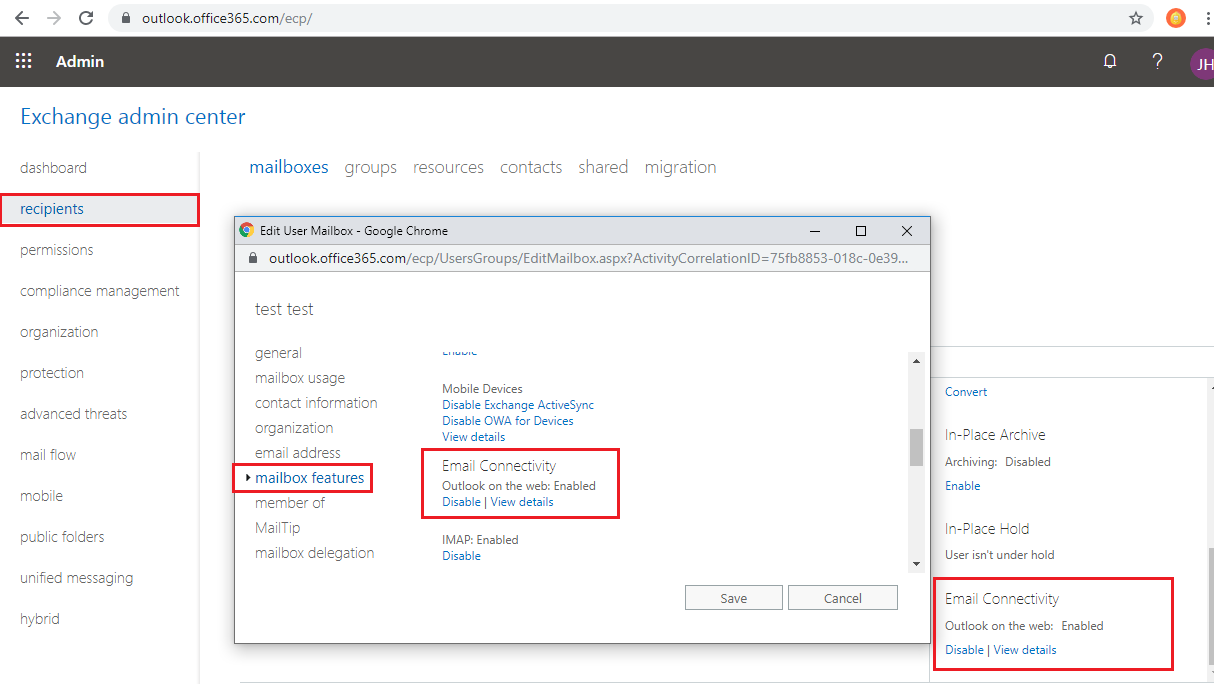 outlook.office365.com/ecp/
Admin
?
JH
Exchange admin center
dashboard
recipients
permissions
compliance management
organization
protection
advanced threats
mail flow
mobile
public folders
unified messaging
hybrid
mailboxes groups resources contacts shared migration
Edit User Mailbox - Google Chrome
outlook.office365.com/ecp/UsersGroups/EditMailbox.aspx?ActivityCorrelationID=75fb8853-018c-0e39...
test test
general
mailbox usage
contact information
organization
email address
mailbox features
member of
MailTip
mailbox delegation
Enable
Mobile Devices
Disable Exchange ActiveSync
Disable OWA for Devices
View details
Email Connectivity
Outlook on the web: Enabled
Disable | View details
IMAP: Enabled
Disable
Save Cancel
Convert
In-Place Archive
Archiving: Disabled
Enable
In-Place Hold
User isn't under hold
Email Connectivity
Outlook on the web: Enabled
Disable | View details